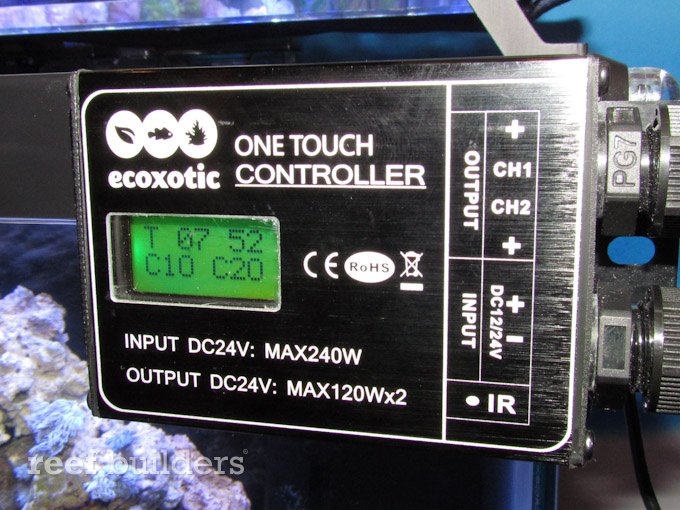 ecoxotic
ONE TOUCH
CONTROLLER
T 07 52
C10 C20
CE RoHS
INPUT DC24V: MAX240W
OUTPUT DC24V: MAX120Wx2
OUTPUT
+
CH1
CH2
+
INPUT
DC12/24V
+
-
• IR
PG7
reef builders